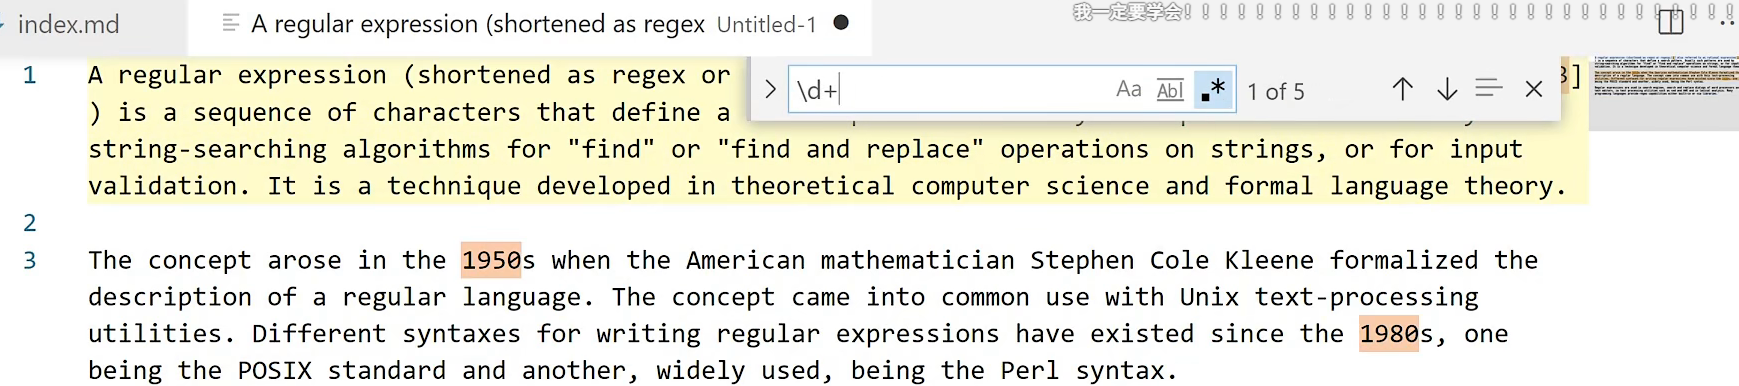 index.md
A regular expression (shortened as regex Untitled-1
我一定要学会!!!!!!!!!!!!!!!!!!!!!!!!!!!!!!!
1 A regular expression (shortened as regex or
\d+
Aa Abl .* 1 of 5
]
) is a sequence of characters that define a
string-searching algorithms for "find" or "find and replace" operations on strings, or for input
validation. It is a technique developed in theoretical computer science and formal language theory.
2
3 The concept arose in the 1950s when the American mathematician Stephen Cole Kleene formalized the
description of a regular language. The concept came into common use with Unix text-processing
utilities. Different syntaxes for writing regular expressions have existed since the 1980s, one
being the POSIX standard and another, widely used, being the Perl syntax.